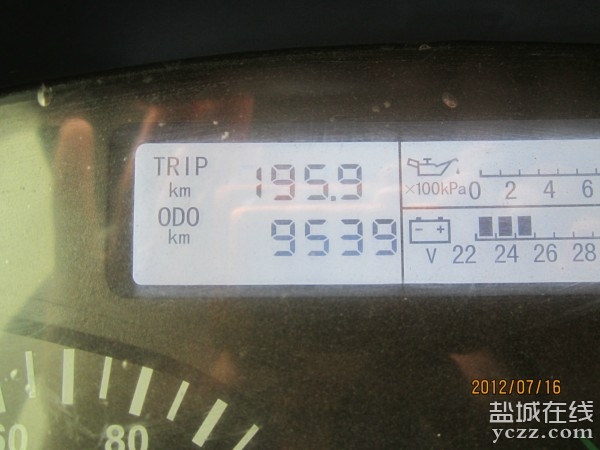 TRIP 195.9
km
ODO 9539
km
×100kPa 0 2 4 6
- +
V 22 24 26 28
60 80
2012/07/16
盐城在线
yczz.com